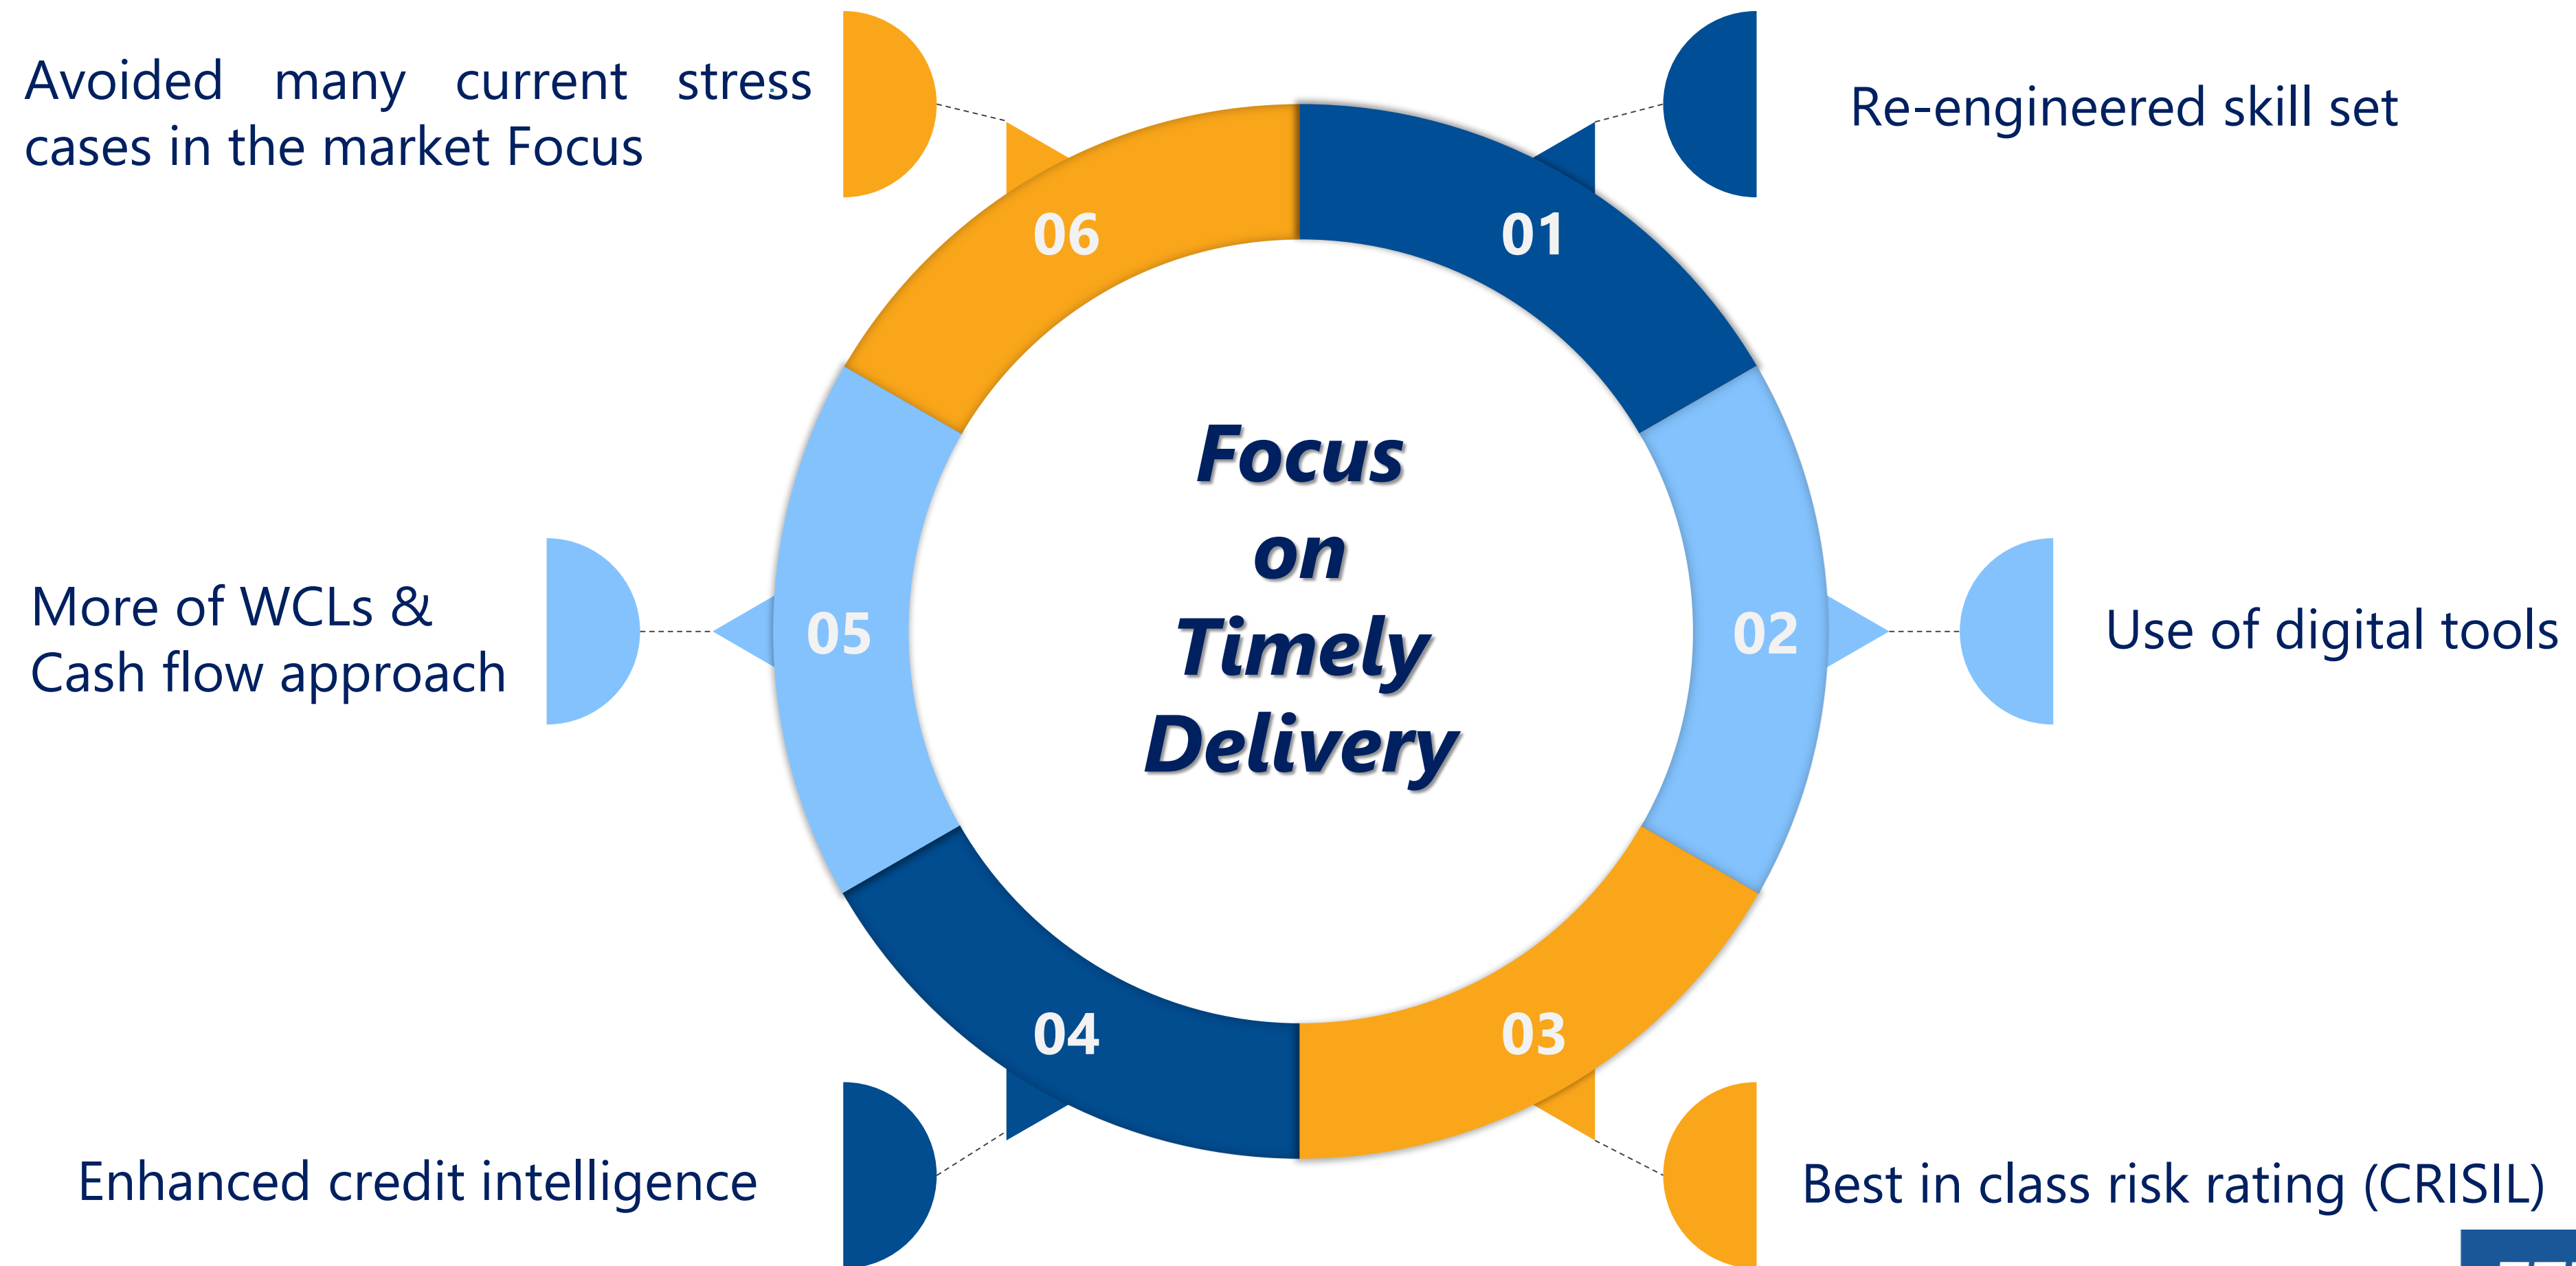 Avoided many current stress
cases in the market Focus
Re-engineered skill set
06
01
Focus
on
Timely
Delivery
More of WCLs &
Cash flow approach
05
02
Use of digital tools
04
03
Enhanced credit intelligence
Best in class risk rating (CRISIL)